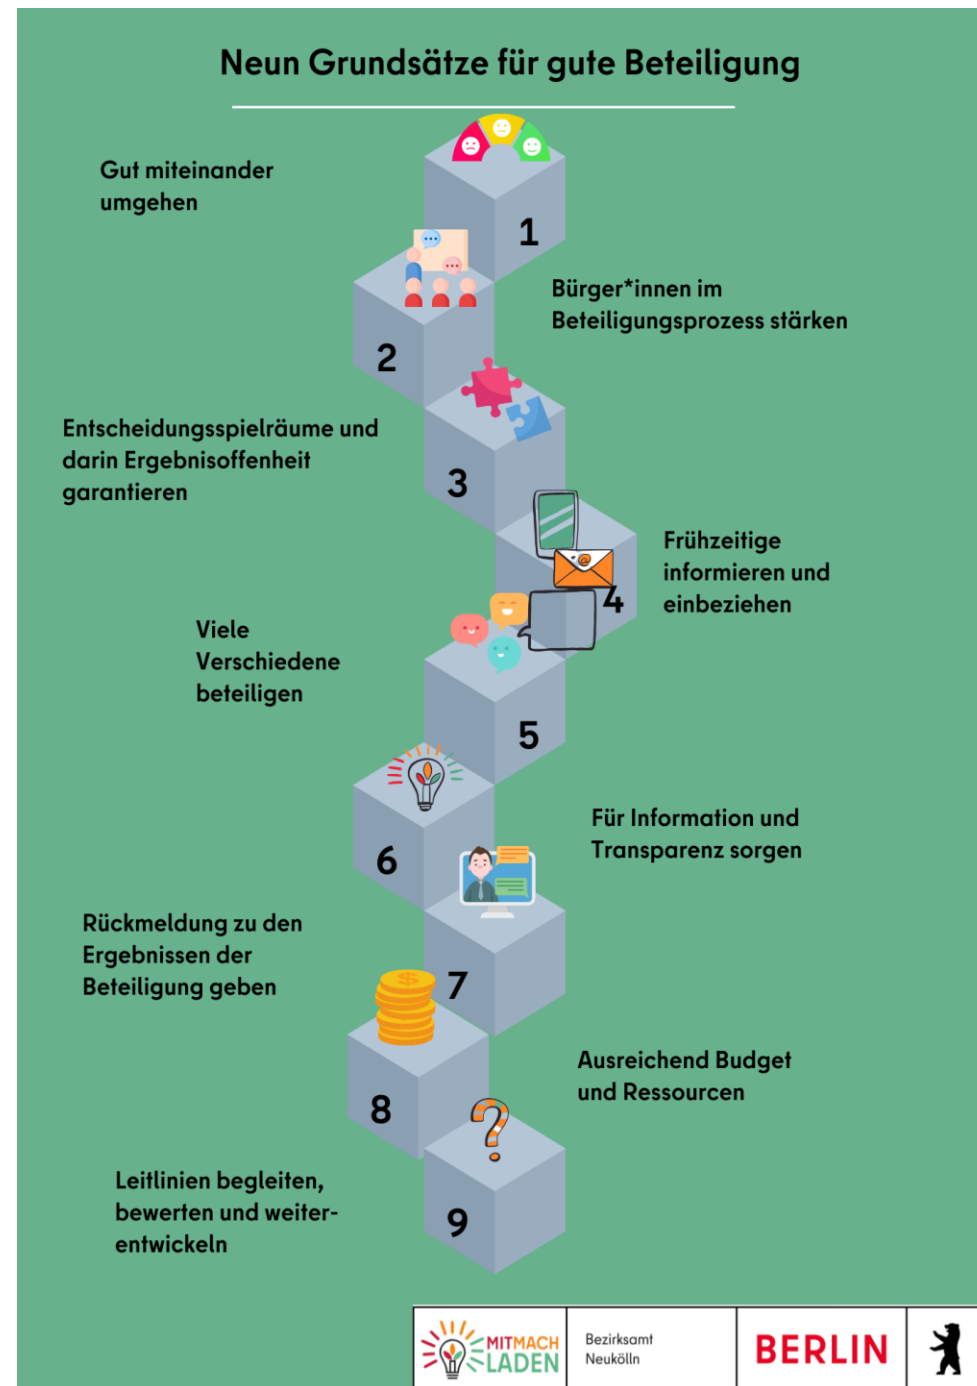 Neun Grundsätze für gute Beteiligung
Gut miteinander
umgehen
1
Bürger*innen im
Beteiligungsprozess stärken
2
Entscheidungsspielräume und
darin Ergebnisoffenheit
garantieren
3
Frühzeitige
informieren und
einbeziehen
4
Viele
Verschiedene
beteiligen
5
Für Information und
Transparenz sorgen
6
Rückmeldung zu den
Ergebnissen der
Beteiligung geben
7
Ausreichend Budget
und Ressourcen
8
Leitlinien begleiten,
bewerten und weiter-
entwickeln
9
MITMACH
LADEN
Bezirksamt
Neukölln
BERLIN